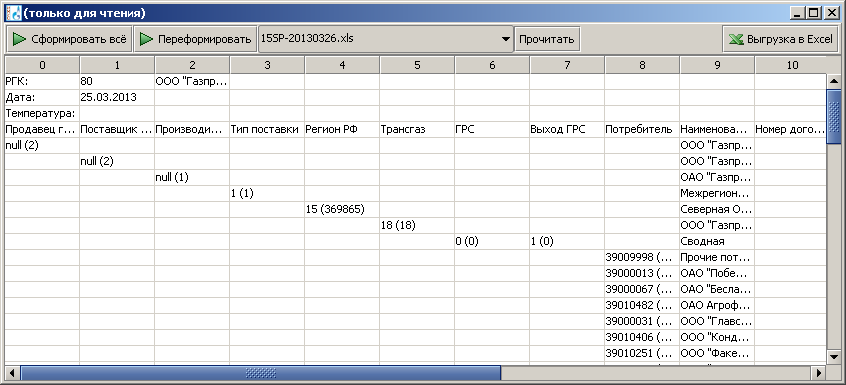 (только для чтения)
Сформировать всё Переформировать 15SP-20130326.xls Прочитать Выгрузка в Excel
0 1 2 3 4 5 6 7 8 9 10
РГК: 80 ООО "Газпр...
Дата: 25.03.2013
Температура:
Продавец г... Поставщик ... Производи... Тип поставки Регион РФ Трансгаз ГРС Выход ГРС Потребитель Наименова... Номер дого...
null (2) ООО "Газпр...
null (2) ООО "Газпр...
null (1) ОАО "Газпр...
1 (1) Межрегион...
15 (369865) Северная О...
18 (18) ООО "Газпр...
0 (0) 1 (0) Сводная
39009998 (... Прочие пот...
39000013 (... ОАО "Побе...
39000067 (... ОАО "Бесла...
39010482 (... ОАО Агроф...
39000031 (... ООО "Главс...
39010406 (... ООО "Конд...
39010251 (... ООО "Факе...